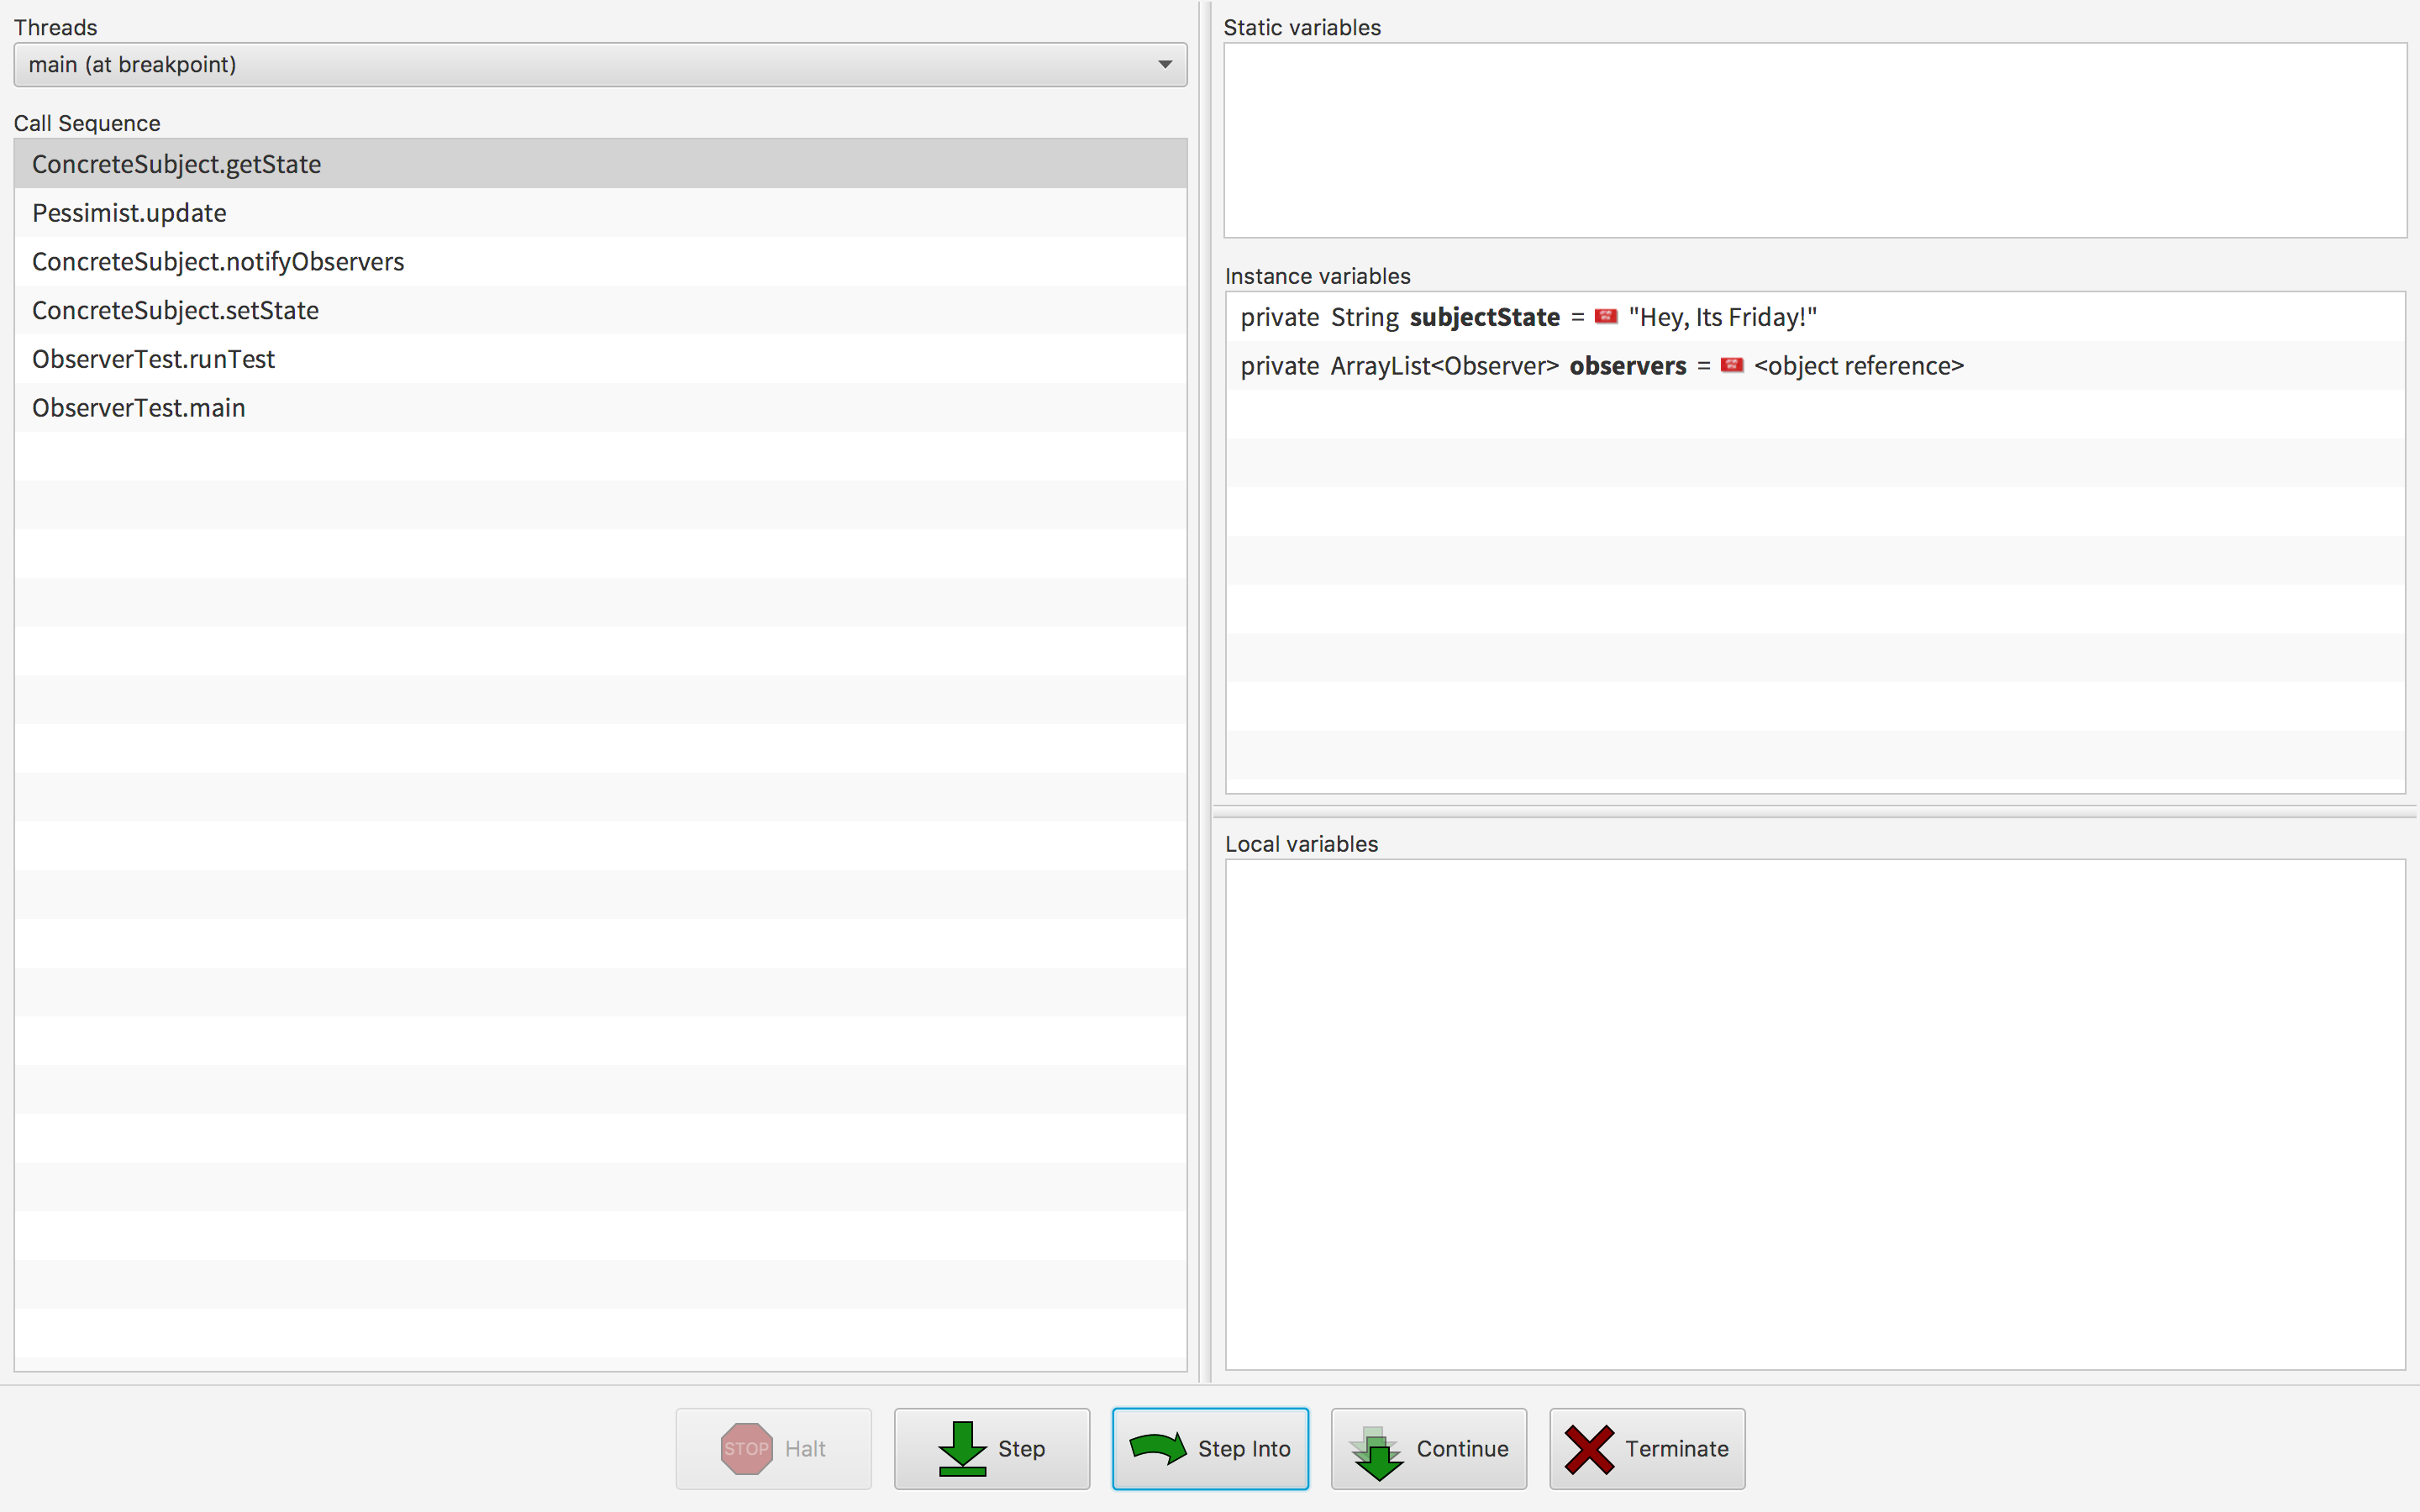 Threads
main (at breakpoint)
Call Sequence
ConcreteSubject.getState
Pessimist.update
ConcreteSubject.notifyObservers
ConcreteSubject.setState
ObserverTest.runTest
ObserverTest.main
Static variables
Instance variables
private String subjectState = "Hey, Its Friday!"
private ArrayList<Observer> observers = <object reference>
Local variables
STOP Halt
Step
Step Into
Continue
Terminate